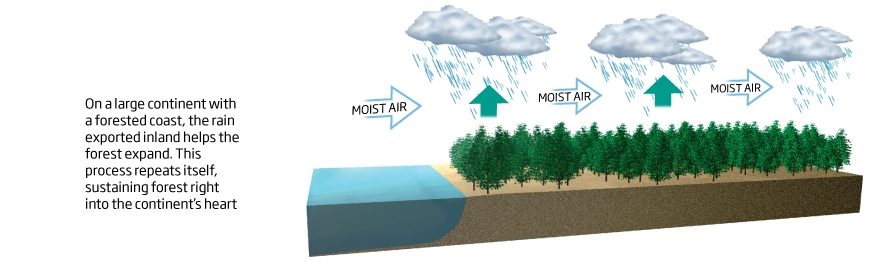 On a large continent with
a forested coast, the rain
exported inland helps the
forest expand. This
process repeats itself,
sustaining forest right
into the continent's heart
MOIST AIR
MOIST AIR
MOIST AIR